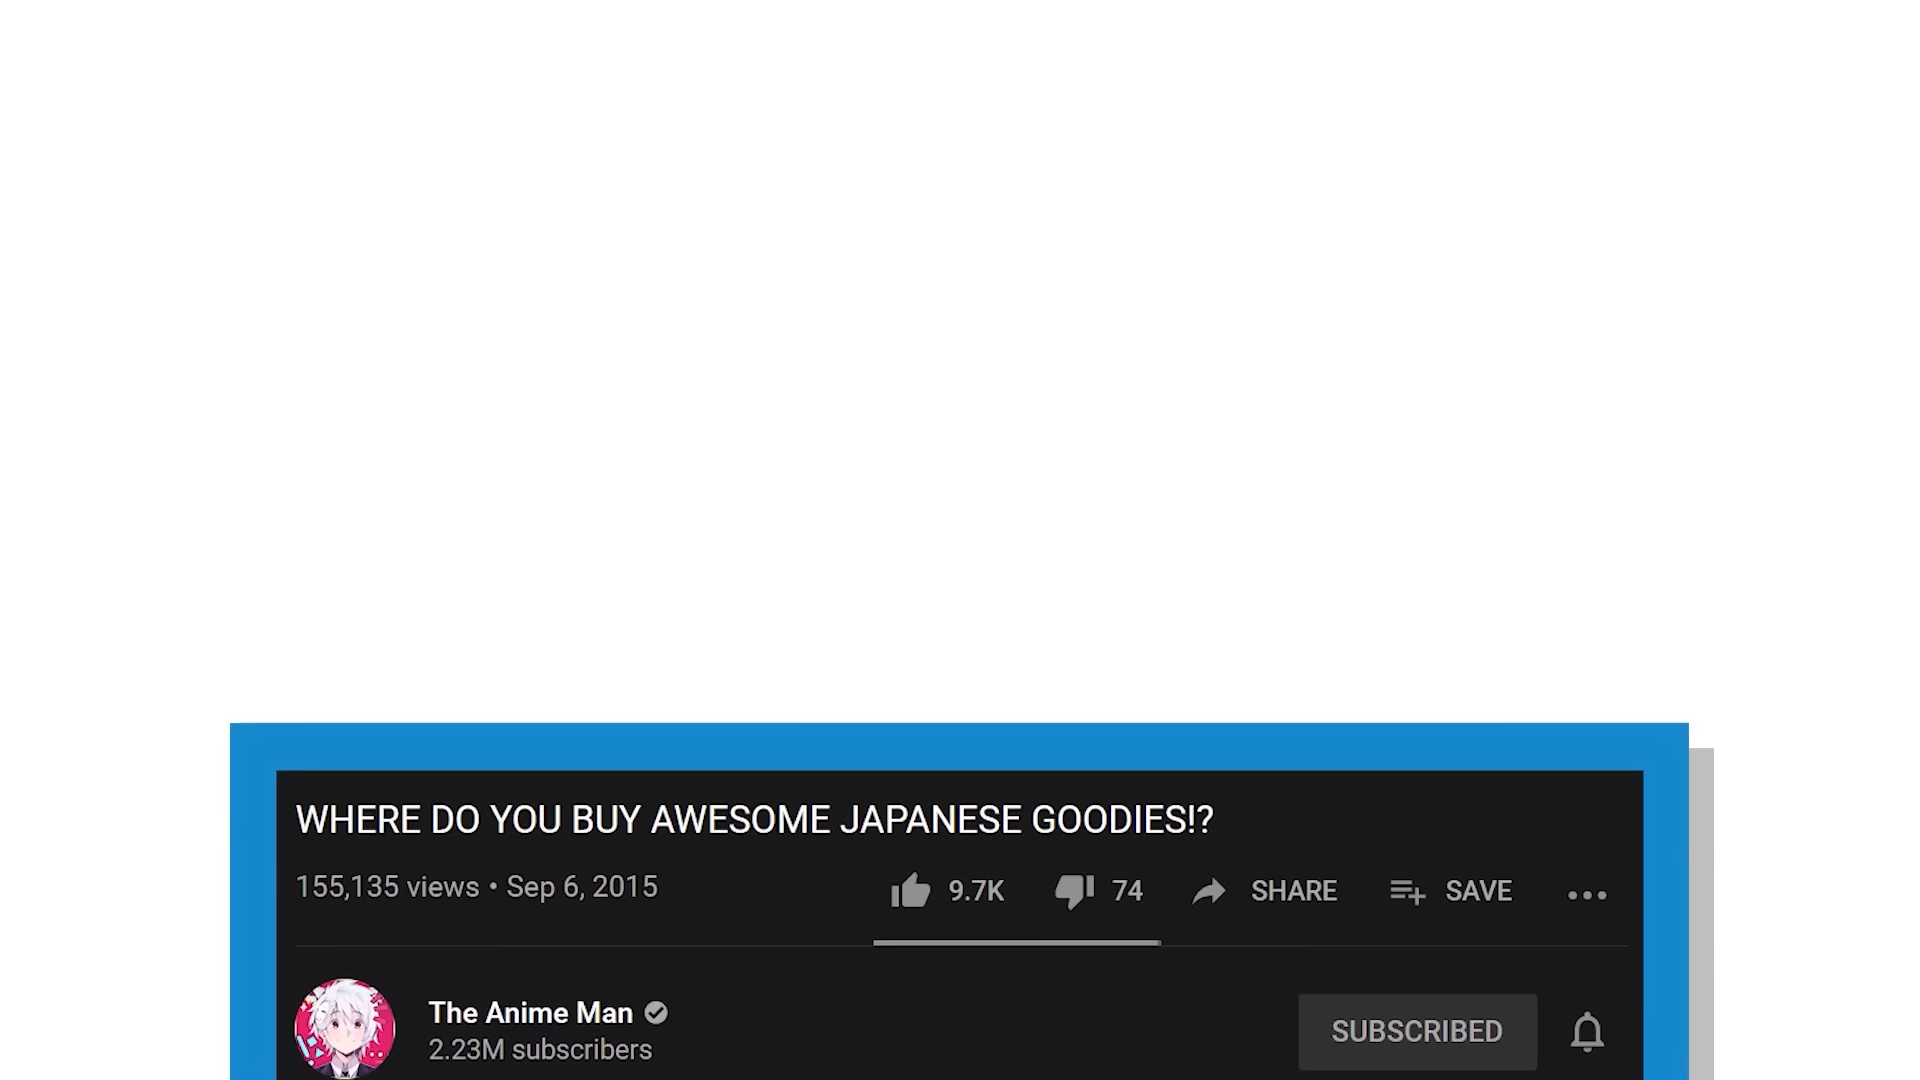 WHERE DO YOU BUY AWESOME JAPANESE GOODIES!?
155,135 views • Sep 6, 2015 9.7K 74 SHARE SAVE
The Anime Man
2.23M subscribers
SUBSCRIBED